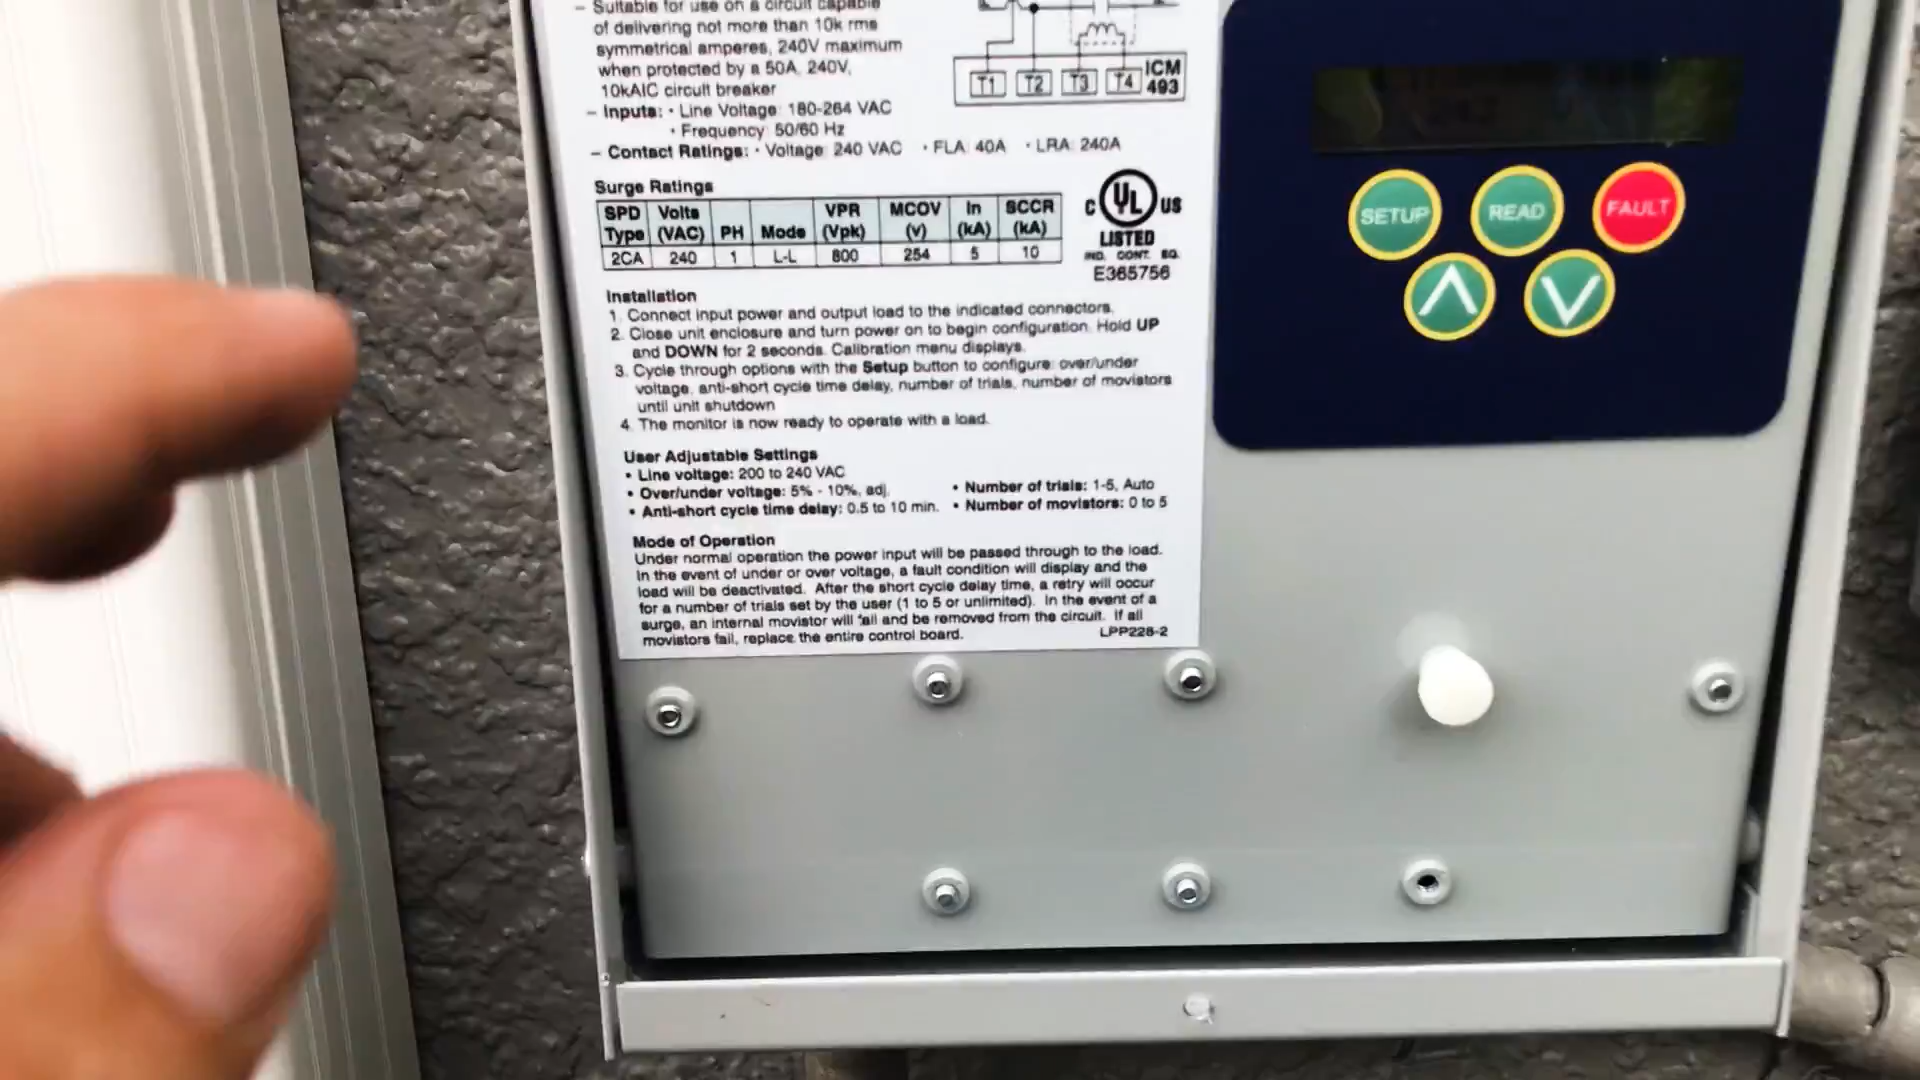 – Suitable for use on a circuit capable
of delivering not more than 10k rms
symmetrical amperes, 240V maximum
when protected by a 50A, 240V,
10kAIC circuit breaker
– Inputs: • Line Voltage: 180-264 VAC
• Frequency: 50/60 Hz
– Contact Ratings: • Voltage: 240 VAC • FLA: 40A • LRA: 240A
T1 T2 T3 T4 ICM
493
Surge Ratings
SPD Type Volts (VAC) PH Mode VPR (Vpk) MCOV (v) In (kA) SCCR (kA)
2CA 240 1 L-L 800 254 5 10
C UL US
LISTED
IND. CONT. EQ.
E365756
Installation
1. Connect input power and output load to the indicated connectors.
2. Close unit enclosure and turn power on to begin configuration. Hold UP
and DOWN for 2 seconds. Calibration menu displays.
3. Cycle through options with the Setup button to configure: over/under
voltage, anti-short cycle time delay, number of trials, number of movistors
until unit shutdown
4. The monitor is now ready to operate with a load.
User Adjustable Settings
• Line voltage: 200 to 240 VAC
• Over/under voltage: 5% - 10%, adj.
• Anti-short cycle time delay: 0.5 to 10 min.
• Number of trials: 1-5, Auto
• Number of movistors: 0 to 5
Mode of Operation
Under normal operation the power input will be passed through to the load.
In the event of under or over voltage, a fault condition will display and the
load will be deactivated. After the short cycle delay time, a retry will occur
for a number of trials set by the user (1 to 5 or unlimited). In the event of a
surge, an internal movistor will fail and be removed from the circuit. If all
movistors fail, replace the entire control board.
LPP228-2
SETUP
READ
FAULT